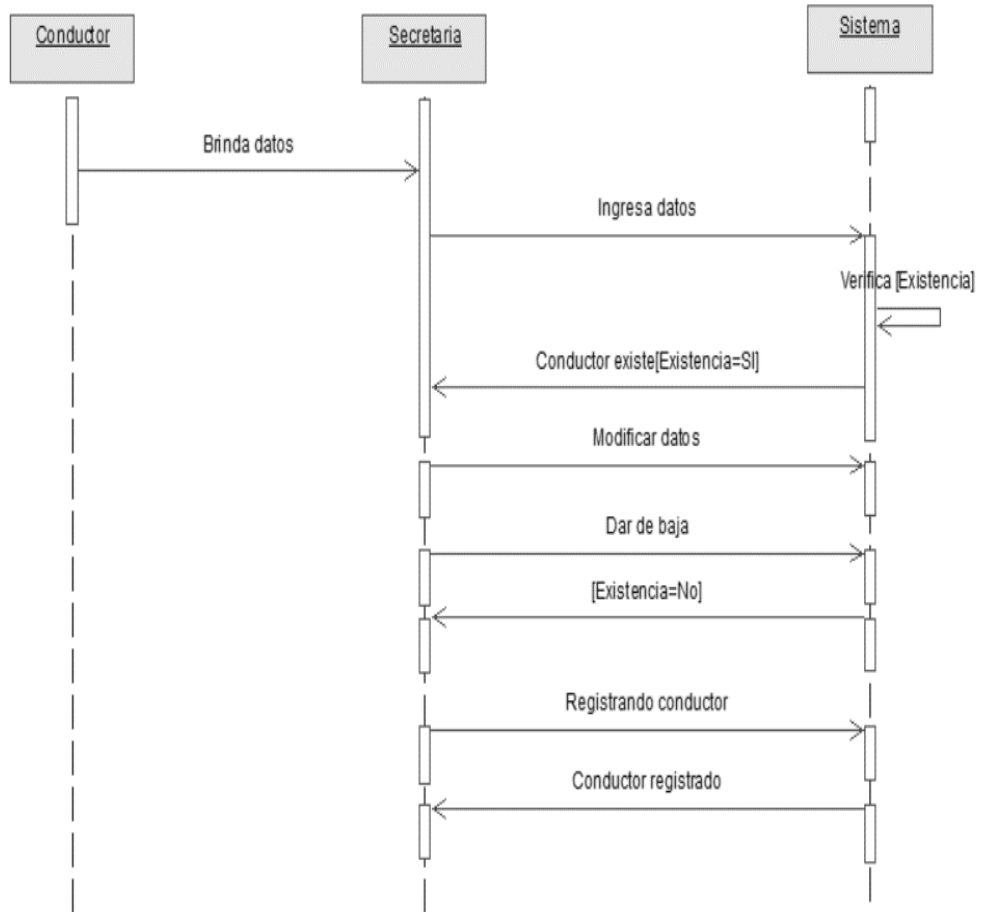 Conductor
Secretaria
Sistema
Brinda datos
Ingresa datos
Verifica [Existencia]
Conductor existe[Existencia=SI]
Modificar datos
Dar de baja
[Existencia=No]
Registrando conductor
Conductor registrado